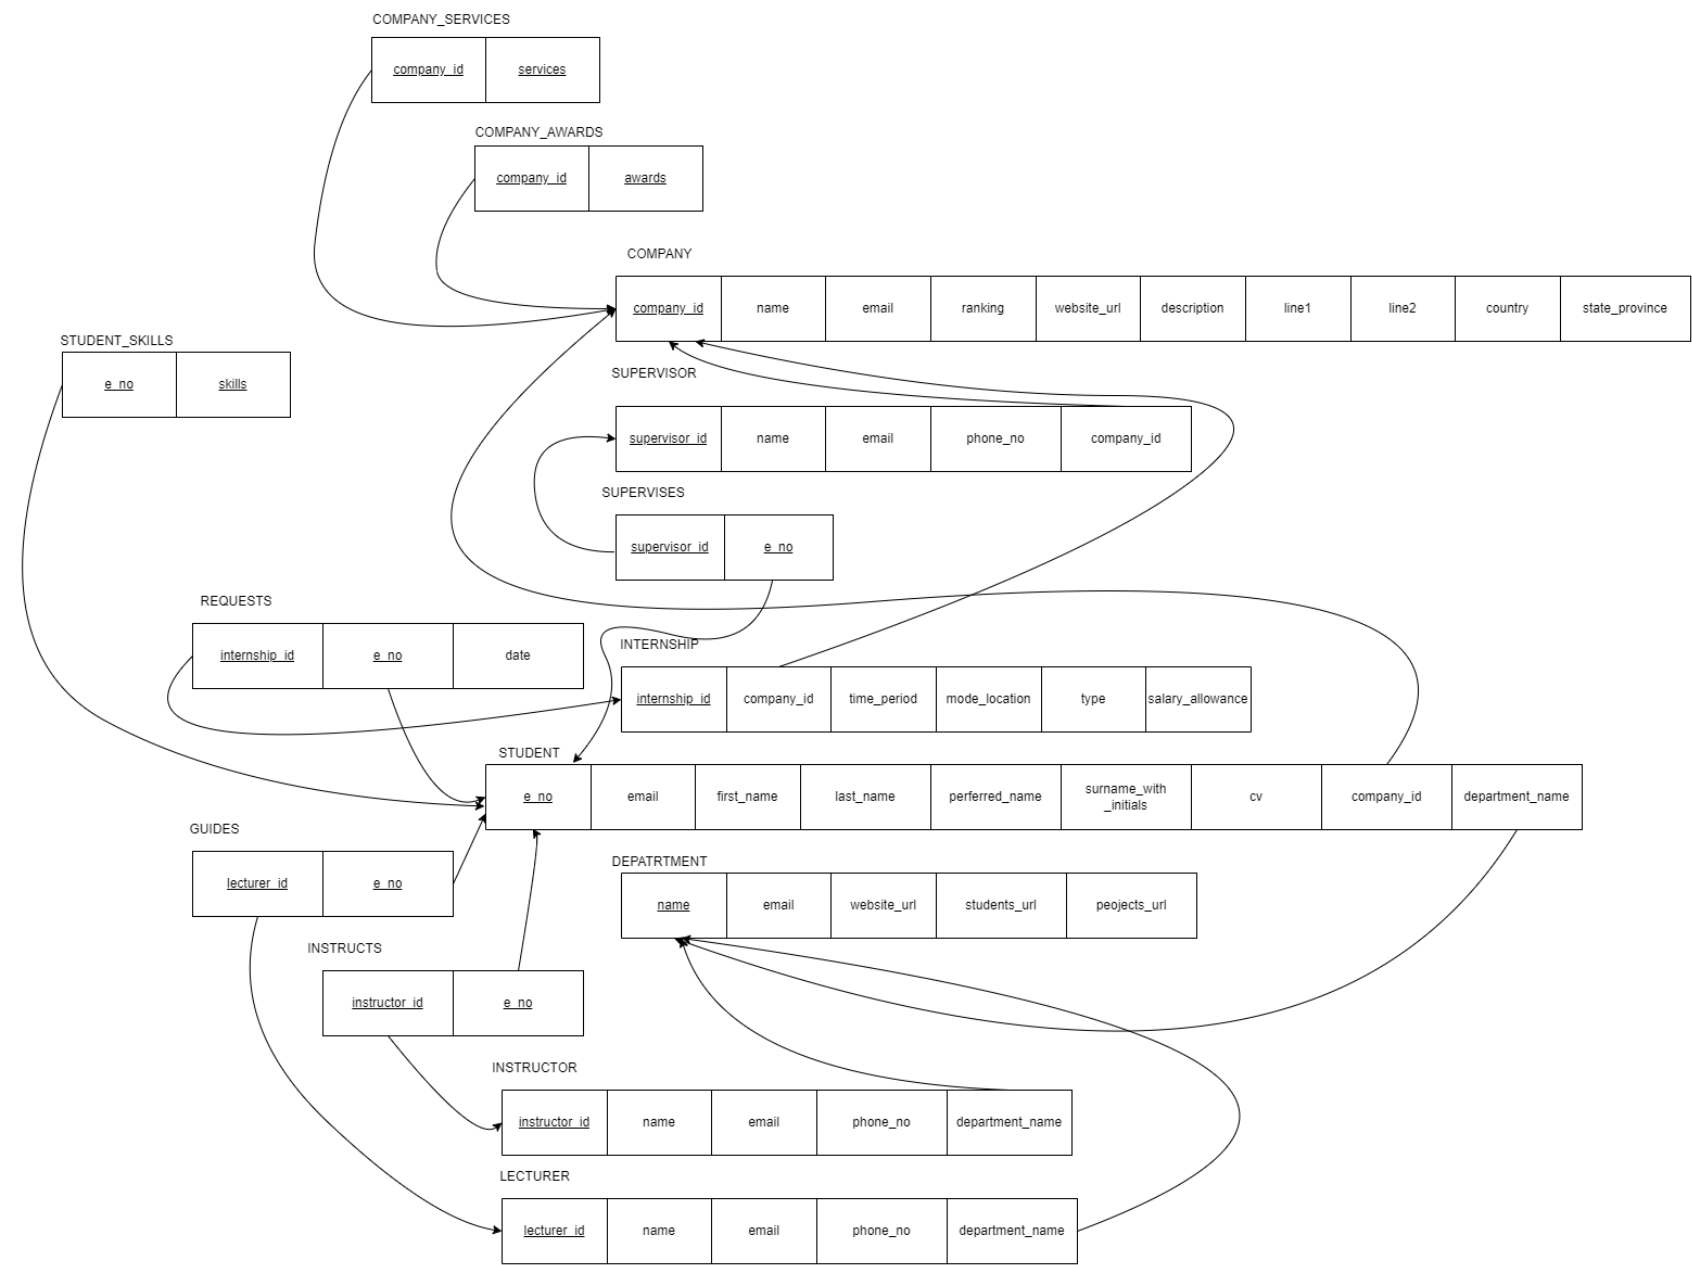 COMPANY_SERVICES
company_id services
COMPANY_AWARDS
company_id awards
COMPANY
company_id name email ranking website_url description line1 line2 country state_province
STUDENT_SKILLS
e_no skills
SUPERVISOR
supervisor_id name email phone_no company_id
SUPERVISES
supervisor_id e_no
REQUESTS
internship_id e_no date
INTERNSHIP
internship_id company_id time_period mode_location type salary_allowance
STUDENT
e_no email first_name last_name perferred_name surname_with
_initials cv company_id department_name
GUIDES
lecturer_id e_no
DEPATRTMENT
name email website_url students_url peojects_url
INSTRUCTS
instructor_id e_no
INSTRUCTOR
instructor_id name email phone_no department_name
LECTURER
lecturer_id name email phone_no department_name